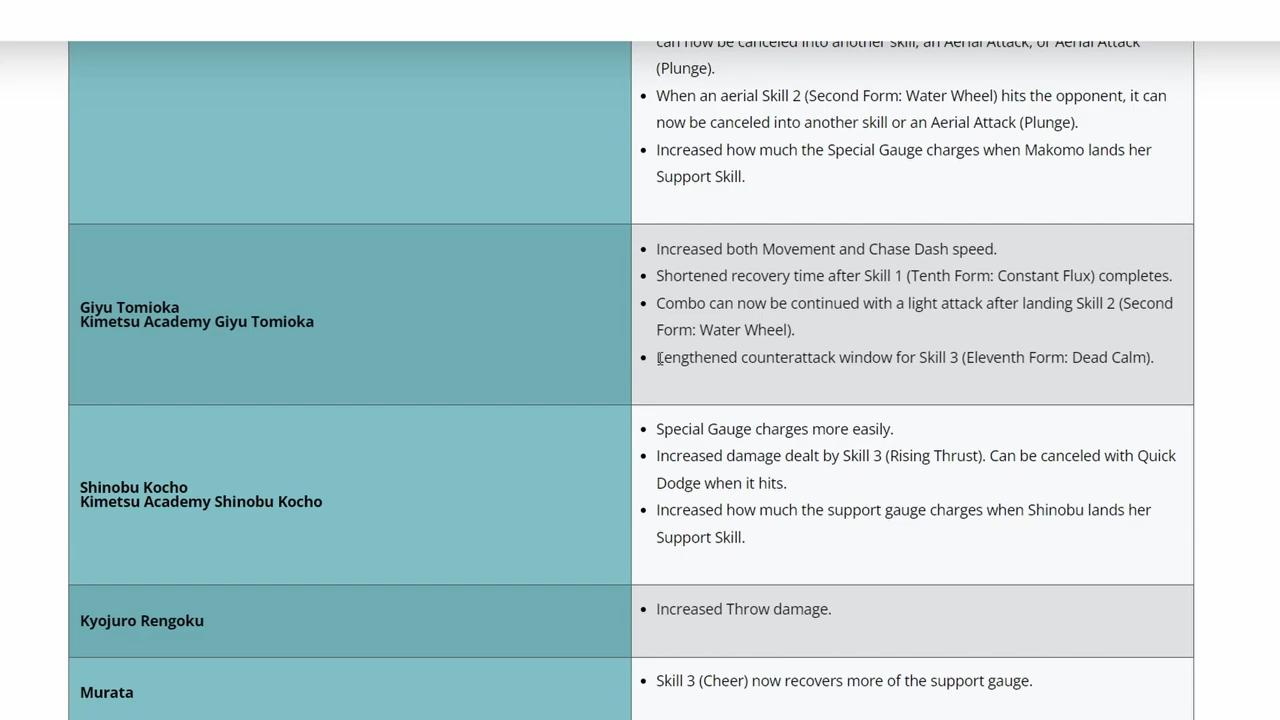 can now be canceled into another skill, an Aerial Attack, or Aerial Attack
(Plunge).
• When an aerial Skill 2 (Second Form: Water Wheel) hits the opponent, it can
now be canceled into another skill or an Aerial Attack (Plunge).
• Increased how much the Special Gauge charges when Makomo lands her
Support Skill.
Giyu Tomioka
Kimetsu Academy Giyu Tomioka
• Increased both Movement and Chase Dash speed.
• Shortened recovery time after Skill 1 (Tenth Form: Constant Flux) completes.
• Combo can now be continued with a light attack after landing Skill 2 (Second
Form: Water Wheel).
• Lengthened counterattack window for Skill 3 (Eleventh Form: Dead Calm).
Shinobu Kocho
Kimetsu Academy Shinobu Kocho
• Special Gauge charges more easily.
• Increased damage dealt by Skill 3 (Rising Thrust). Can be canceled with Quick
Dodge when it hits.
• Increased how much the support gauge charges when Shinobu lands her
Support Skill.
Kyojuro Rengoku
• Increased Throw damage.
Murata
• Skill 3 (Cheer) now recovers more of the support gauge.